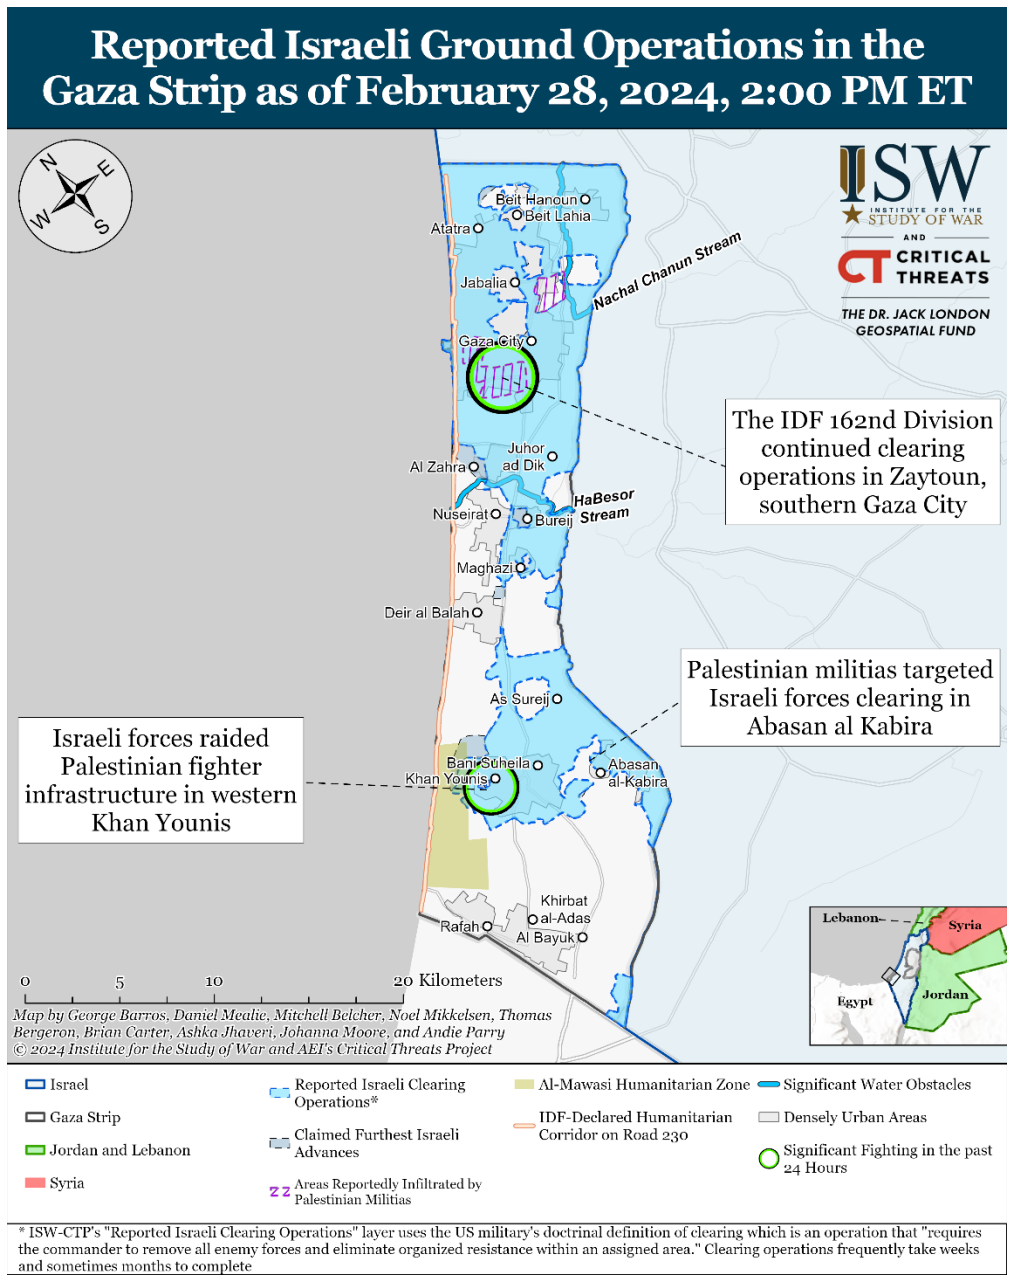 Reported Israeli Ground Operations in the
Gaza Strip as of February 28, 2024, 2:00 PM ET
N
E
W
S
ISW
INSTITUTE FOR THE
STUDY OF WAR
AND
CT CRITICAL
THREATS
THE DR. JACK LONDON
GEOSPATIAL FUND
Beit Hanoun
Beit Lahia
Atatra
Nachal Chanun Stream
Jabalia
Gaza City
The IDF 162nd Division
continued clearing
operations in Zaytoun,
southern Gaza City
Juhor
ad Dik
Al Zahra
HaBesor
Stream
Nuseirat
Bureij
Maghazi
Deir al Balah
Palestinian militias targeted
Israeli forces clearing in
Abasan al Kabira
As Sureij
Israeli forces raided
Palestinian fighter
infrastructure in western
Khan Younis
Bani Suheila
Abasan
al-Kabira
Khan Younis
Khirbat
al-Adas
Rafah
Al Bayuk
Lebanon
Syria
Egypt
Jordan
0 5 10 20 Kilometers
Map by George Barros, Daniel Mealie, Mitchell Belcher, Noel Mikkelsen, Thomas
Bergeron, Brian Carter, Ashka Jhaveri, Johanna Moore, and Andie Parry
© 2024 Institute for the Study of War and AEI's Critical Threats Project
Israel
Gaza Strip
Jordan and Lebanon
Syria
Reported Israeli Clearing
Operations*
Claimed Furthest Israeli
Advances
Areas Reportedly Infiltrated by
Palestinian Militias
Al-Mawasi Humanitarian Zone
IDF-Declared Humanitarian
Corridor on Road 230
Significant Water Obstacles
Densely Urban Areas
Significant Fighting in the past
24 Hours
* ISW-CTP's "Reported Israeli Clearing Operations" layer uses the US military's doctrinal definition of clearing which is an operation that "requires
the commander to remove all enemy forces and eliminate organized resistance within an assigned area." Clearing operations frequently take weeks
and sometimes months to complete